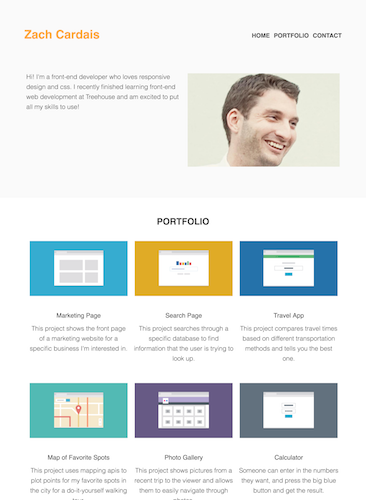 Zach Cardais
HOME PORTFOLIO CONTACT
Hi! I'm a front-end developer who loves responsive
design and css. I recently finished learning front-end
web development at Treehouse and am excited to put
all my skills to use!
PORTFOLIO
Marketing Page
This project shows the front page
of a marketing website for a
specific business I'm interested in.
Search Page
This project searches through a
specific database to find
information that the user is trying to
look up.
Travel App
This project compares travel times
based on different transportation
methods and tells you the best
one.
Map of Favorite Spots
This project uses mapping apis to
plot points for my favorite spots in
the city for a do-it-yourself walking
Photo Gallery
This project shows pictures from a
recent trip to the viewer and allows
them to easily navigate through
Calculator
Someone can enter in the numbers
they want, and press the big blue
button and get the result.